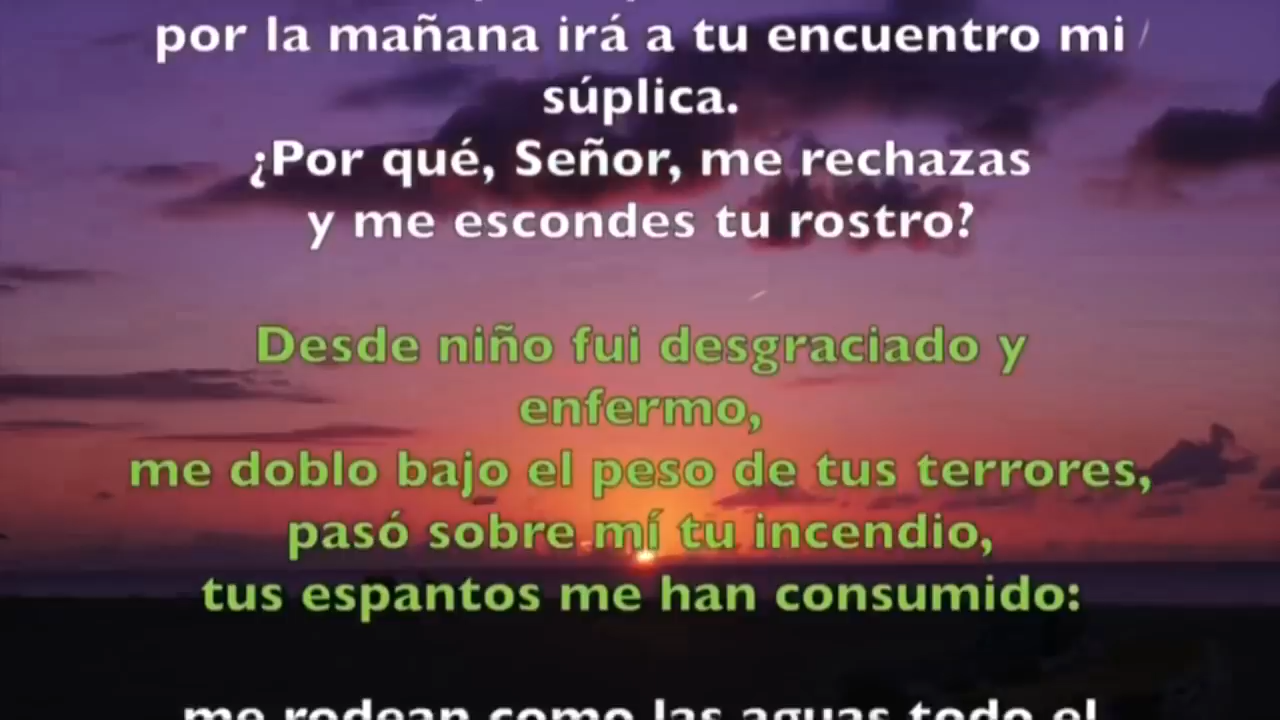 por la mañana irá a tu encuentro mi
súplica.
¿Por qué, Señor, me rechazas
y me escondes tu rostro?
Desde niño fui desgraciado y
enfermo,
me doblo bajo el peso de tus terrores,
pasó sobre mí tu incendio,
tus espantos me han consumido:
me rodean como las aguas todo el